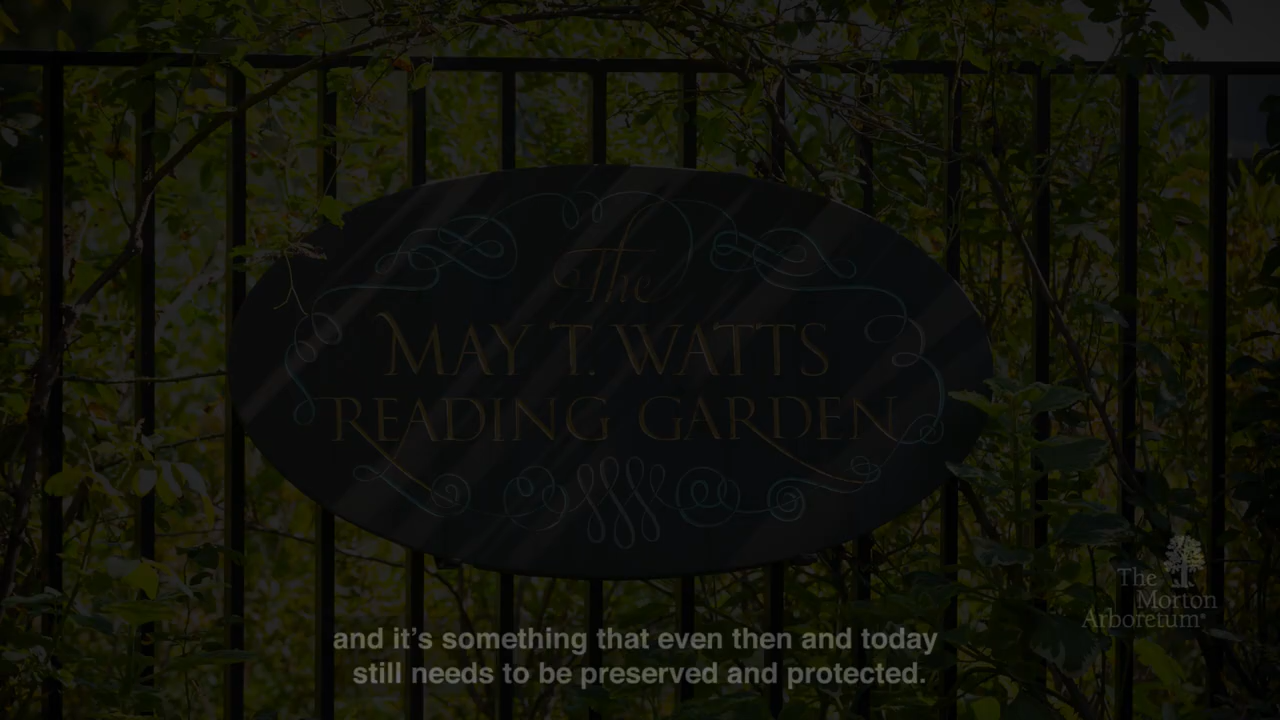 The
MAY T. WATTS
READING GARDEN
The
Morton
Arboretum®
and it’s something that even then and today
still needs to be preserved and protected.